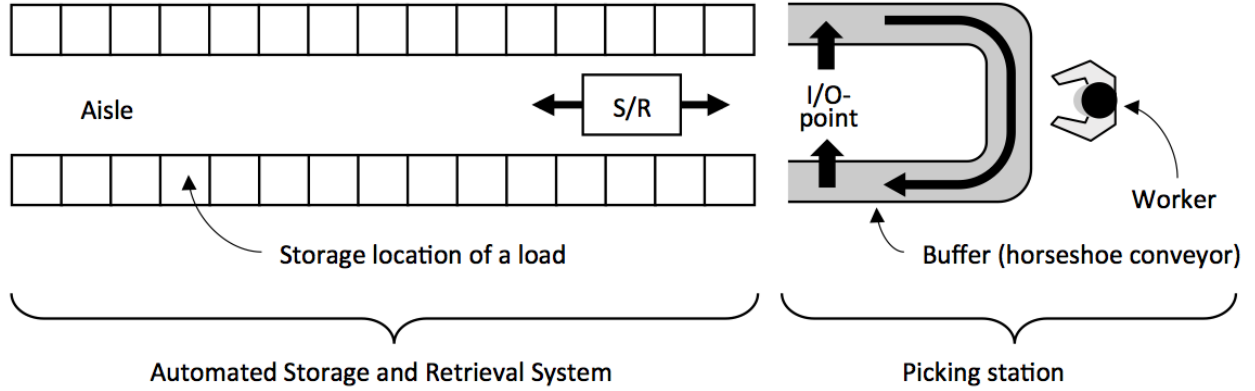 Aisle
S/R
I/O-
point
Worker
Storage location of a load
Buffer (horseshoe conveyor)
Automated Storage and Retrieval System
Picking station